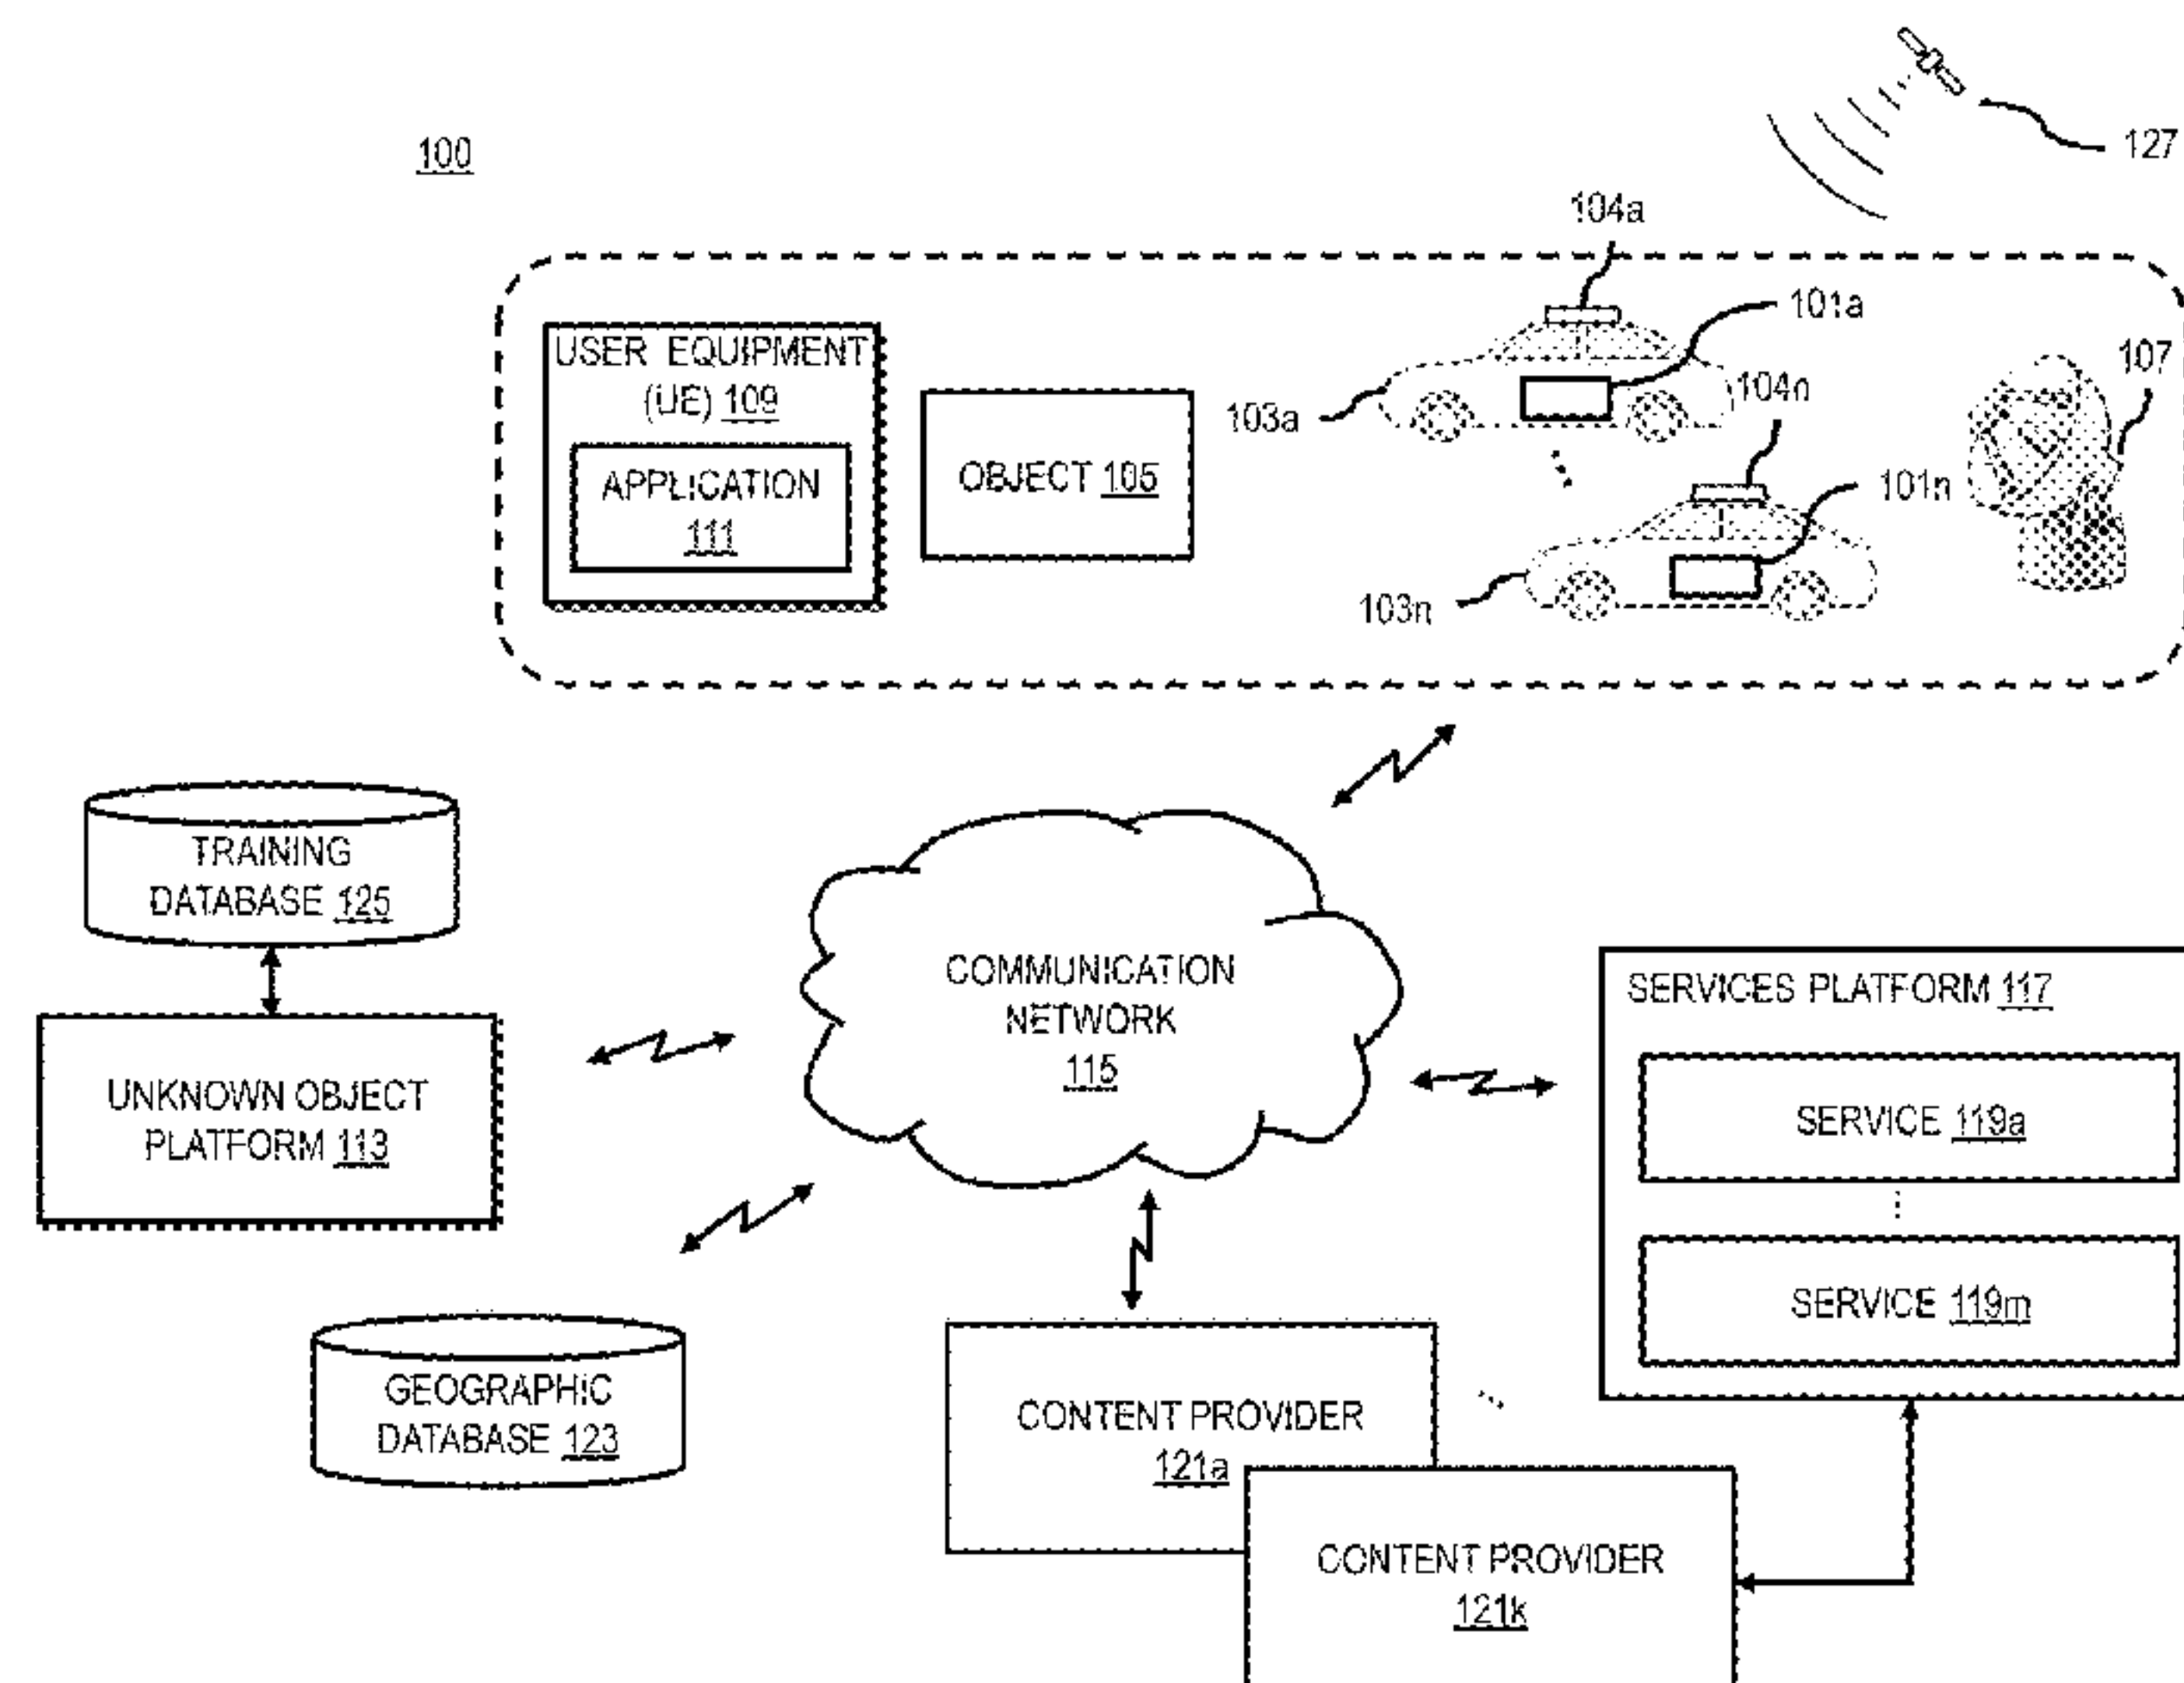 100
127
104a
101a
107
USER EQUIPMENT
(UE) 109
APPLICATION
111
OBJECT 105
103a
104n
101n
103n
TRAINING
DATABASE 125
UNKNOWN OBJECT
PLATFORM 113
COMMUNICATION
NETWORK
115
SERVICES PLATFORM 117
SERVICE 119a
SERVICE 119m
GEOGRAPHIC
DATABASE 123
CONTENT PROVIDER
121a
CONTENT PROVIDER
121k